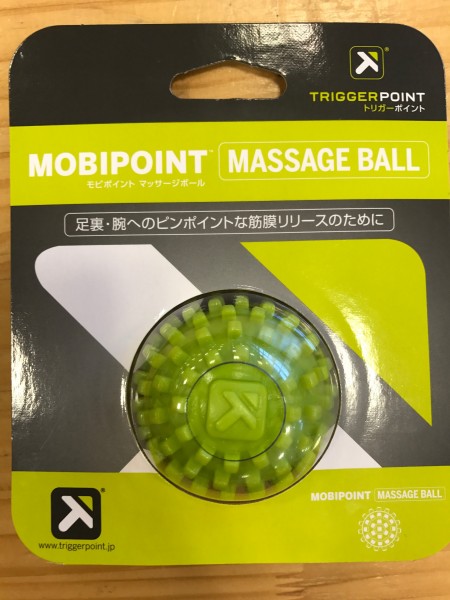 TRIGGERPOINT
トリガーポイント
MOBIPOINT™ MASSAGE BALL
モビポイント マッサージボール
足裏・腕へのピンポイントな筋膜リリースのために
MOBIPOINT MASSAGE BALL
www.triggerpoint.jp